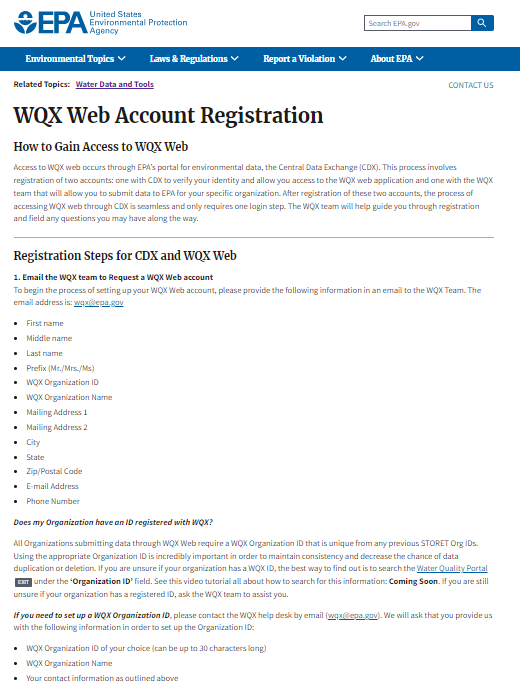 EPA United States
Environmental Protection
Agency
Search EPA.gov
Environmental Topics Laws & Regulations Report a Violation About EPA
Related Topics: Water Data and Tools
CONTACT US
WQX Web Account Registration
How to Gain Access to WQX Web
Access to WQX web occurs through EPA's portal for environmental data, the Central Data Exchange (CDX). This process involves
registration of two accounts: one with CDX to verify your identity and allow you access to the WQX web application and one with the WQX
team that will allow you to submit data to EPA for your specific organization. After registration of these two accounts, the process of
accessing WQX web through CDX is seamless and only requires one login step. The WQX team will help guide you through registration
and field any questions you may have along the way.
Registration Steps for CDX and WQX Web
1. Email the WQX team to Request a WQX Web account
To begin the process of setting up your WQX Web account, please provide the following information in an email to the WQX Team. The
email address is: wqx@epa.gov
• First name
• Middle name
• Last name
• Prefix (Mr./Mrs./Ms)
• WQX Organization ID
• WQX Organization Name
• Mailing Address 1
• Mailing Address 2
• City
• State
• Zip/Postal Code
• E-mail Address
• Phone Number
Does my Organization have an ID registered with WQX?
All Organizations submitting data through WQX Web require a WQX Organization ID that is unique from any previous STORET Org IDs.
Using the appropriate Organization ID is incredibly important in order to maintain consistency and decrease the chance of data
duplication or deletion. If you are unsure if your organization has a WQX ID, the best way to find out is to search the Water Quality Portal
EXIT under the 'Organization ID' field. See this video tutorial all about how to search for this information: Coming Soon. If you are still
unsure if your organization has a registered ID, ask the WQX team to assist you.
If you need to set up a WQX Organization ID, please contact the WQX help desk by email (wqx@epa.gov). We will ask that you provide us
with the following information in order to set up the Organization ID:
• WQX Organization ID of your choice (can be up to 30 characters long)
• WQX Organization Name
• Your contact information as outlined above